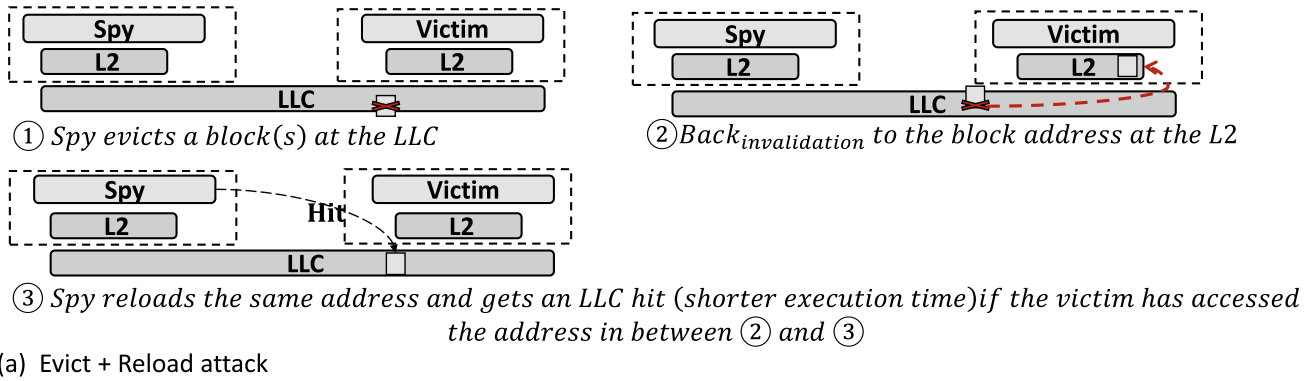 Spy
Victim
L2
L2
LLC
① Spy evicts a block(s) at the LLC
Spy
Victim
L2
L2
LLC
②Back_invalidation to the block address at the L2
Spy
Victim
Hit
L2
L2
LLC
③ Spy reloads the same address and gets an LLC hit (shorter execution time)if the victim has accessed
the address in between ② and ③
(a) Evict + Reload attack